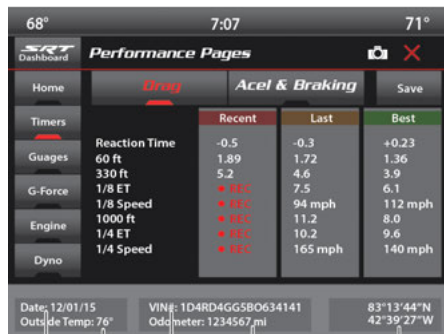 68° 7:07 71°
SRT Dashboard Performance Pages
Home Drag Acel & Braking Save
Timers Recent Last Best
Reaction Time -0.5 -0.3 +0.23
60 ft 1.89 1.72 1.36
Guages 330 ft 5.2 4.6 3.9
1/8 ET REC 7.5 6.1
G-Force 1/8 Speed REC 94 mph 112 mph
1000 ft REC 11.2 8.0
Engine 1/4 ET REC 10.2 9.6
1/4 Speed REC 165 mph 140 mph
Dyno
Date: 12/01/15 VIN#: 1D4RD4GG5BO634141 83°13'44"N
Outside Temp: 76° Odometer: 1234567 mi 42°39'27"W